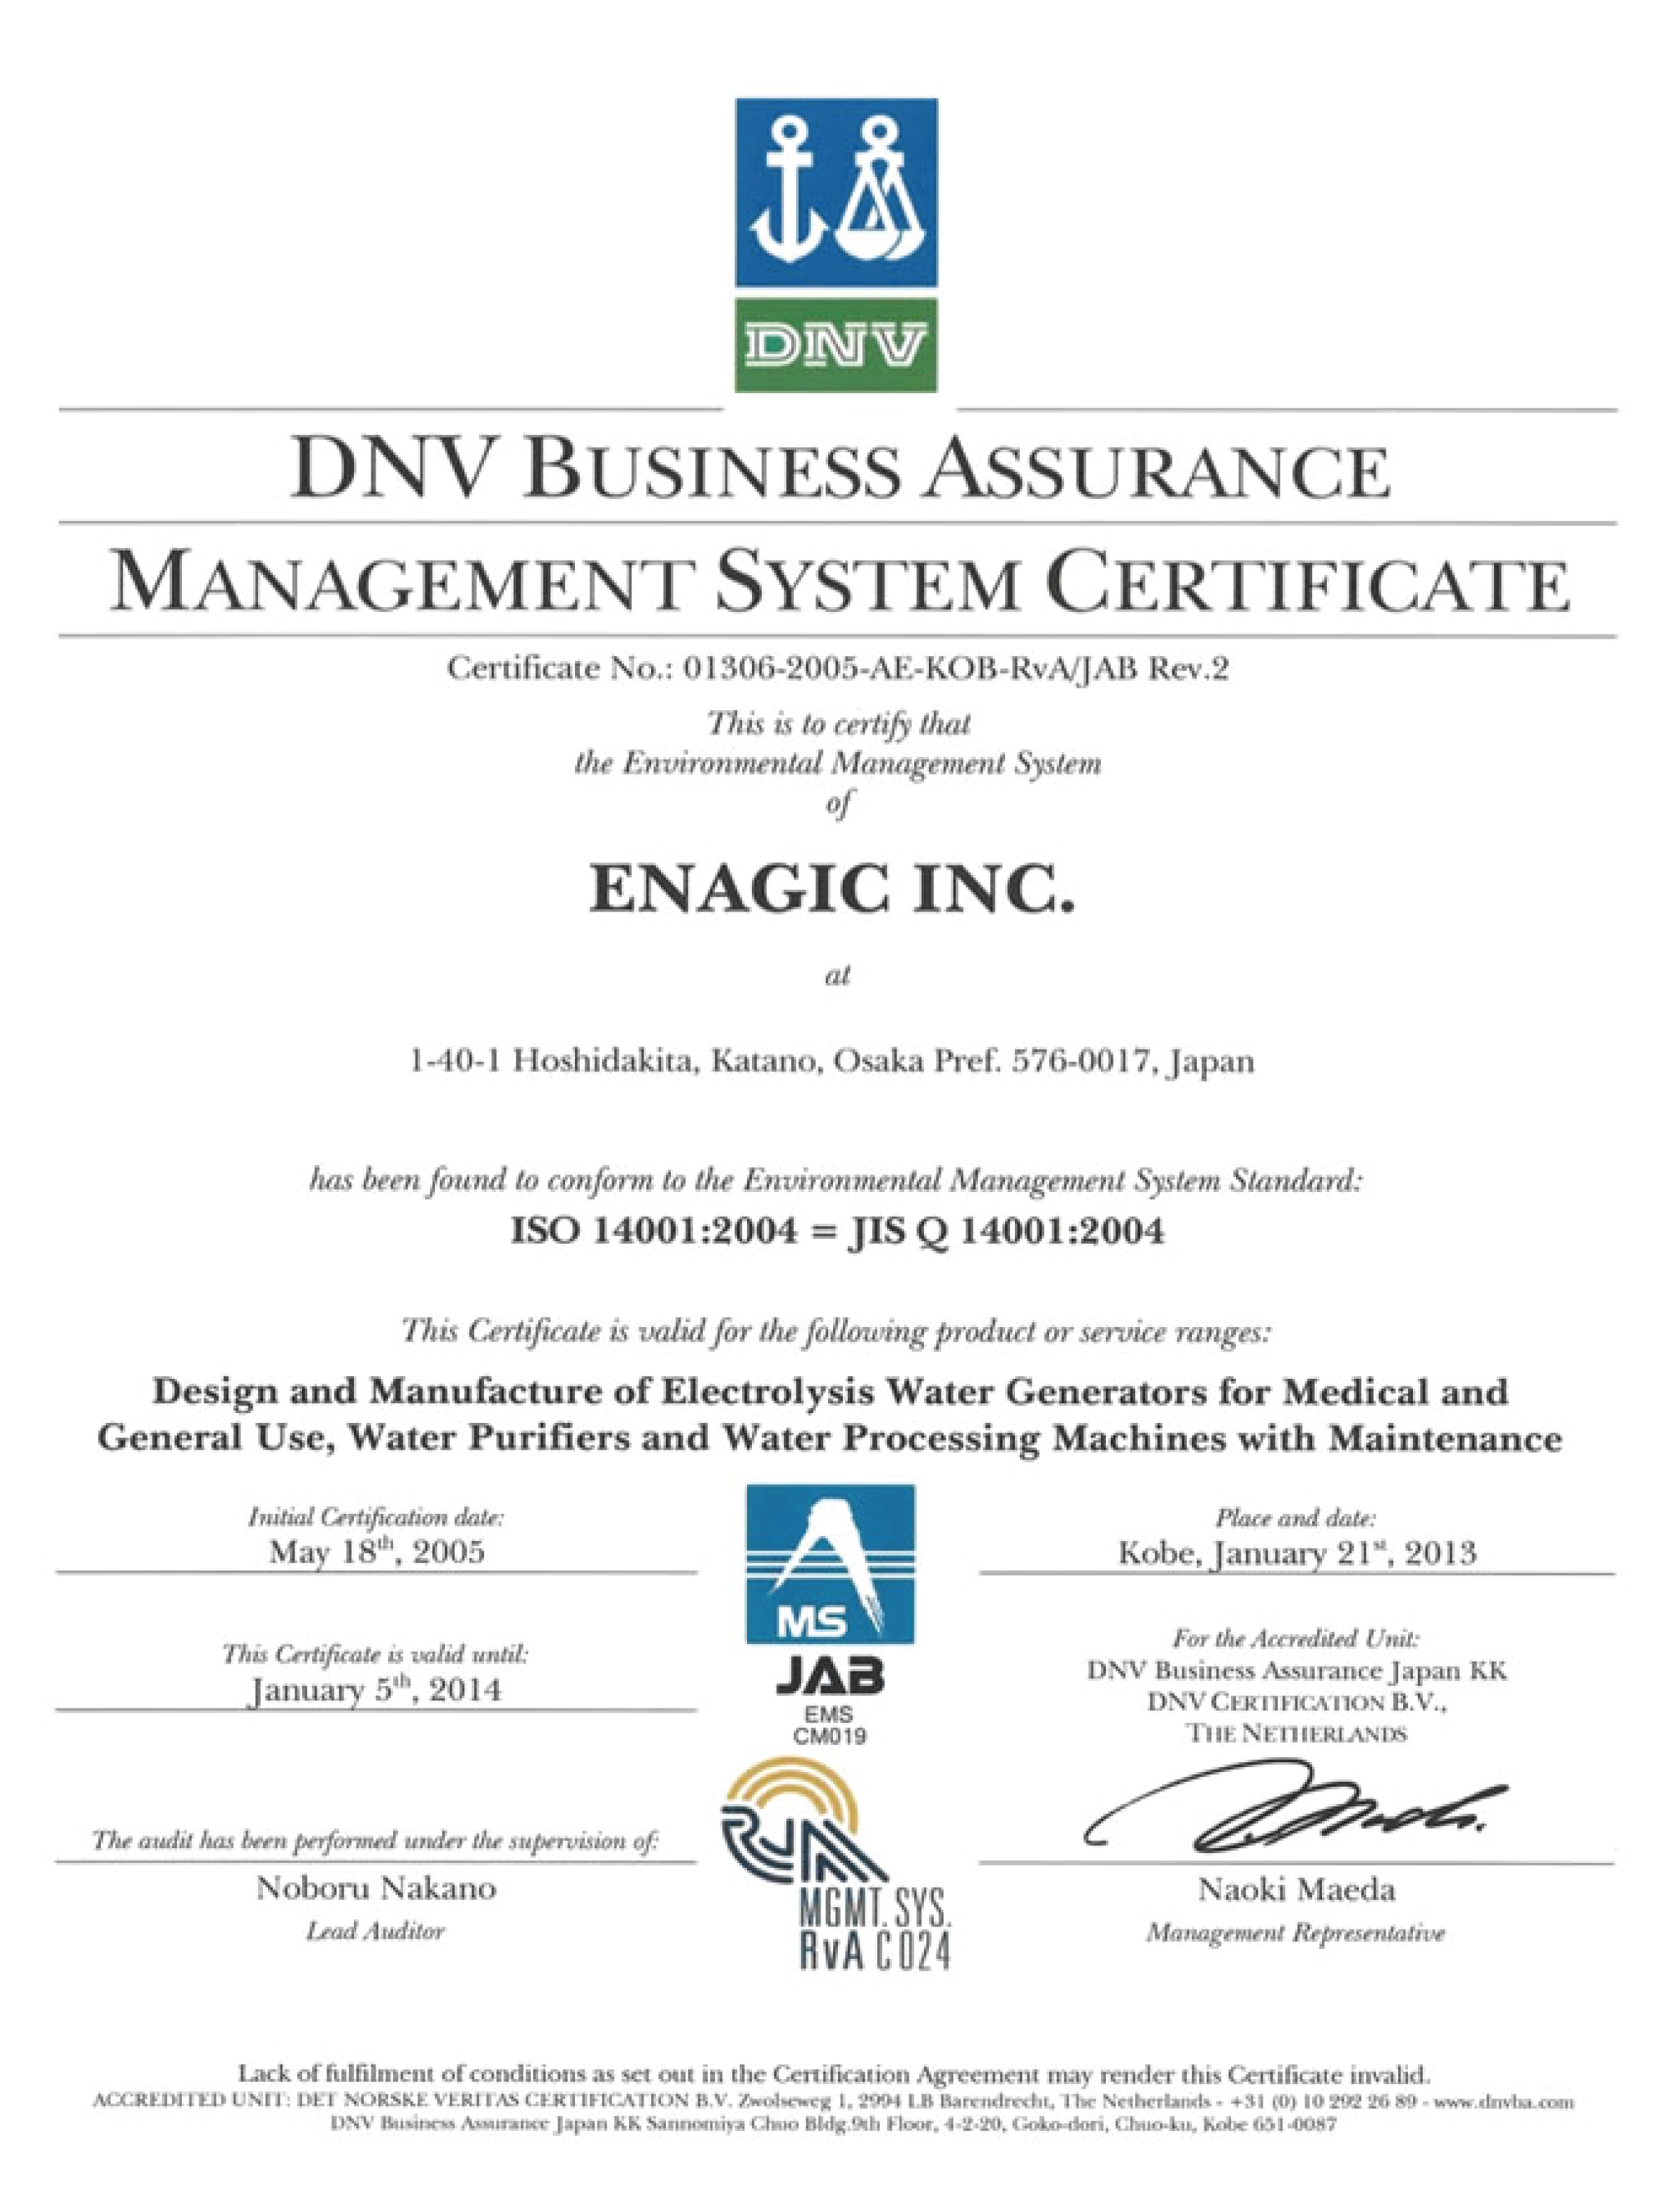 DNV
DNV BUSINESS ASSURANCE
MANAGEMENT SYSTEM CERTIFICATE
Certificate No.: 01306-2005-AE-KOB-RvA/JAB Rev.2
This is to certify that
the Environmental Management System
of
ENAGIC INC.
at
1-40-1 Hoshidakita, Katano, Osaka Pref. 576-0017, Japan
has been found to conform to the Environmental Management System Standard:
ISO 14001:2004 = JIS Q 14001:2004
This Certificate is valid for the following product or service ranges:
Design and Manufacture of Electrolysis Water Generators for Medical and
General Use, Water Purifiers and Water Processing Machines with Maintenance
Initial Certification date:
May 18th, 2005
This Certificate is valid until:
January 5th, 2014
The audit has been performed under the supervision of:
Noboru Nakano
Lead Auditor
MS
JAB
EMS
CM019
RvA
MGMT. SYS.
RvA C 024
Place and date:
Kobe, January 21st, 2013
For the Accredited Unit:
DNV Business Assurance Japan KK
DNV CERTIFICATION B.V.,
THE NETHERLANDS
Naoki Maeda
Management Representative
Lack of fulfilment of conditions as set out in the Certification Agreement may render this Certificate invalid.
ACCREDITED UNIT: DET NORSKE VERITAS CERTIFICATION B.V. Zwolseweg 1, 2994 LB Barendrecht, The Netherlands - +31 (0) 10 292 26 89 - www.dnvba.com
DNV Business Assurance Japan KK Sannomiya Chuo Bldg.9th Floor, 4-2-20, Goko-dori, Chuo-ku, Kobe 651-0087